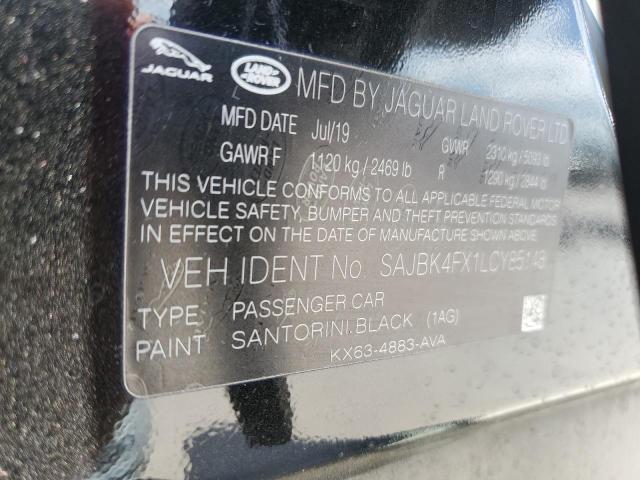 JAGUAR LAND ROVER MFD BY JAGUAR LAND ROVER LTD
MFD DATE Jul/19 GVWR 2310 kg / 5093 lb
GAWR F 1120 kg / 2469 lb R 1290 kg / 2844 lb
THIS VEHICLE CONFORMS TO ALL APPLICABLE FEDERAL MOTOR
VEHICLE SAFETY, BUMPER AND THEFT PREVENTION STANDARDS
IN EFFECT ON THE DATE OF MANUFACTURE SHOWN ABOVE.
VEH IDENT No. SAJBK4FX1LCY85148
TYPE PASSENGER CAR
PAINT SANTORINI BLACK (1AG)
KX63-4883-AVA